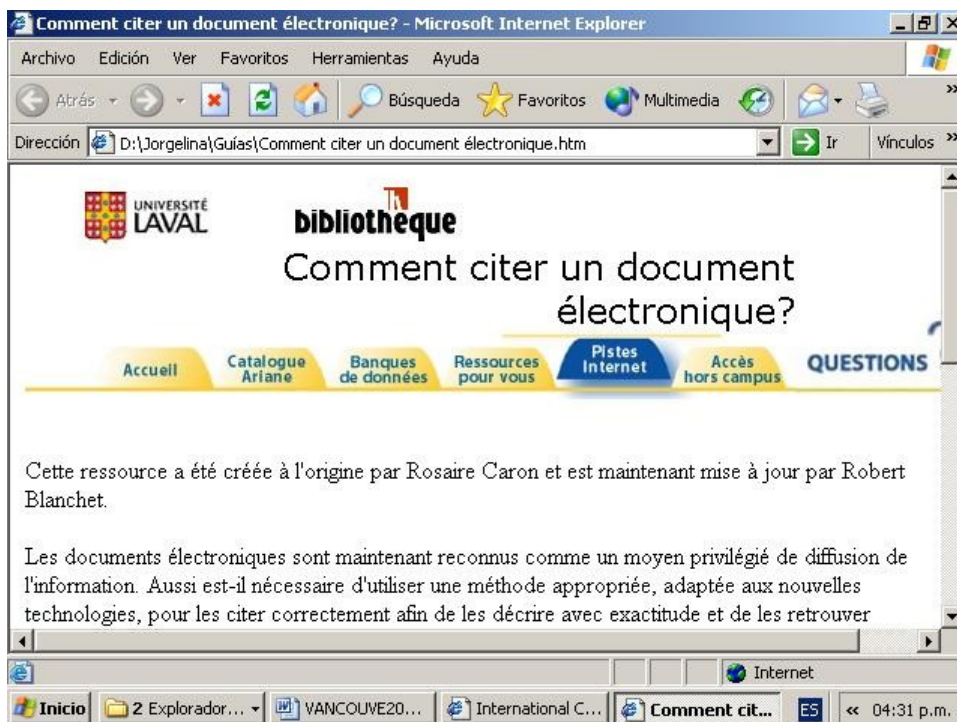 Comment citer un document électronique? - Microsoft Internet Explorer
Archivo Edición Ver Favoritos Herramientas Ayuda
Atrás Búsqueda Favoritos Multimedia »
Dirección D:\Jorgelina\Guías\Comment citer un document électronique.htm Ir Vínculos »
UNIVERSITÉ
LAVAL
bibliothèque
Comment citer un document
électronique?
Accueil
Catalogue
Ariane
Banques
de données
Ressources
pour vous
Pistes
Internet
Accès
hors campus
QUESTIONS
Cette ressource a été créée à l'origine par Rosaire Caron et est maintenant mise à jour par Robert
Blanchet.
Les documents électroniques sont maintenant reconnus comme un moyen privilégié de diffusion de
l'information. Aussi est-il nécessaire d'utiliser une méthode appropriée, adaptée aux nouvelles
technologies, pour les citer correctement afin de les décrire avec exactitude et de les retrouver
Internet
Inicio 2 Explorador... VANCOUVE20... International C... Comment cit... ES « 04:31 p.m.